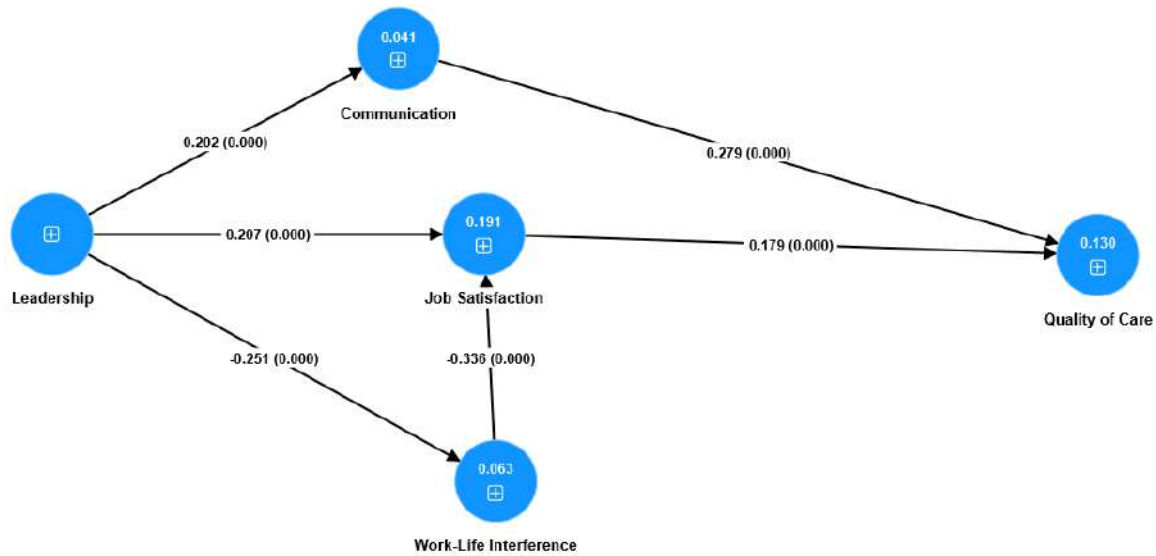 0.041
Communication
0.202 (0.000)
0.279 (0.000)
0.191
0.207 (0.000)
0.179 (0.000)
0.130
Leadership
Job Satisfaction
Quality of Care
-0.251 (0.000)
-0.336 (0.000)
0.063
Work-Life Interference